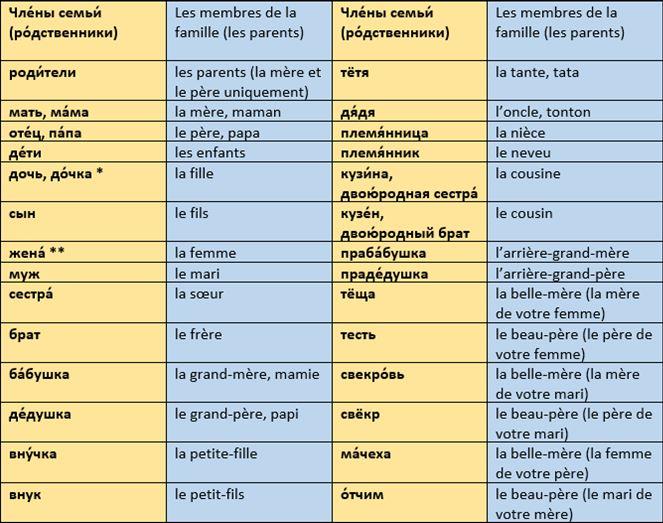 Чле́ны семьи́
(ро́дственники)
Les membres de la
famille (les parents)
Чле́ны семьи́
(ро́дственники)
Les membres de la
famille (les parents)
роди́тели
les parents (la mère et
le père uniquement)
тётя
la tante, tata
мать, ма́ма
la mère, maman
дя́дя
l’oncle, tonton
оте́ц, па́па
le père, papa
племя́нница
la nièce
де́ти
les enfants
племя́нник
le neveu
дочь, до́чка *
la fille
кузи́на,
двою́родная сестра́
la cousine
сын
le fils
кузе́н,
двою́родный брат
le cousin
жена́ **
la femme
праба́бушка
l’arrière-grand-mère
муж
le mari
праде́душка
l’arrière-grand-père
сестра́
la sœur
тёща
la belle-mère (la mère
de votre femme)
брат
le frère
тесть
le beau-père (le père de
votre femme)
ба́бушка
la grand-mère, mamie
свекро́вь
la belle-mère (la mère
de votre mari)
де́душка
le grand-père, papi
свёкр
le beau-père (le père de
votre mari)
вну́чка
la petite-fille
ма́чеха
la belle-mère (la femme
de votre père)
внук
le petit-fils
о́тчим
le beau-père (le mari de
votre mère)